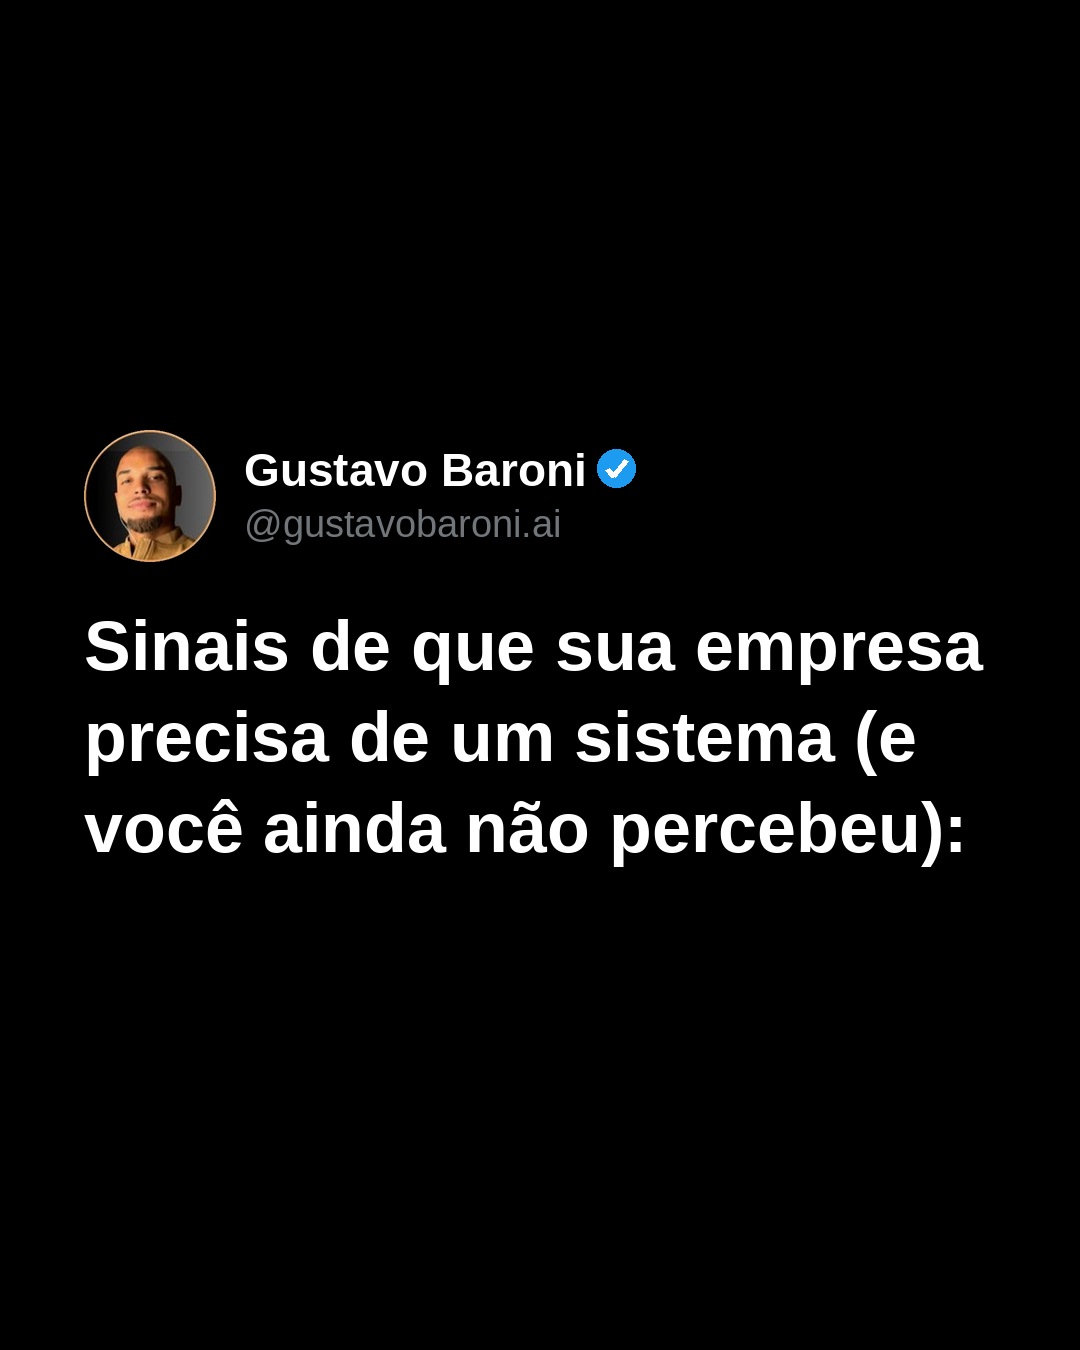 Gustavo Baroni
@gustavobaroni.ai
Sinais de que sua empresa
precisa de um sistema (e
você ainda não percebeu):